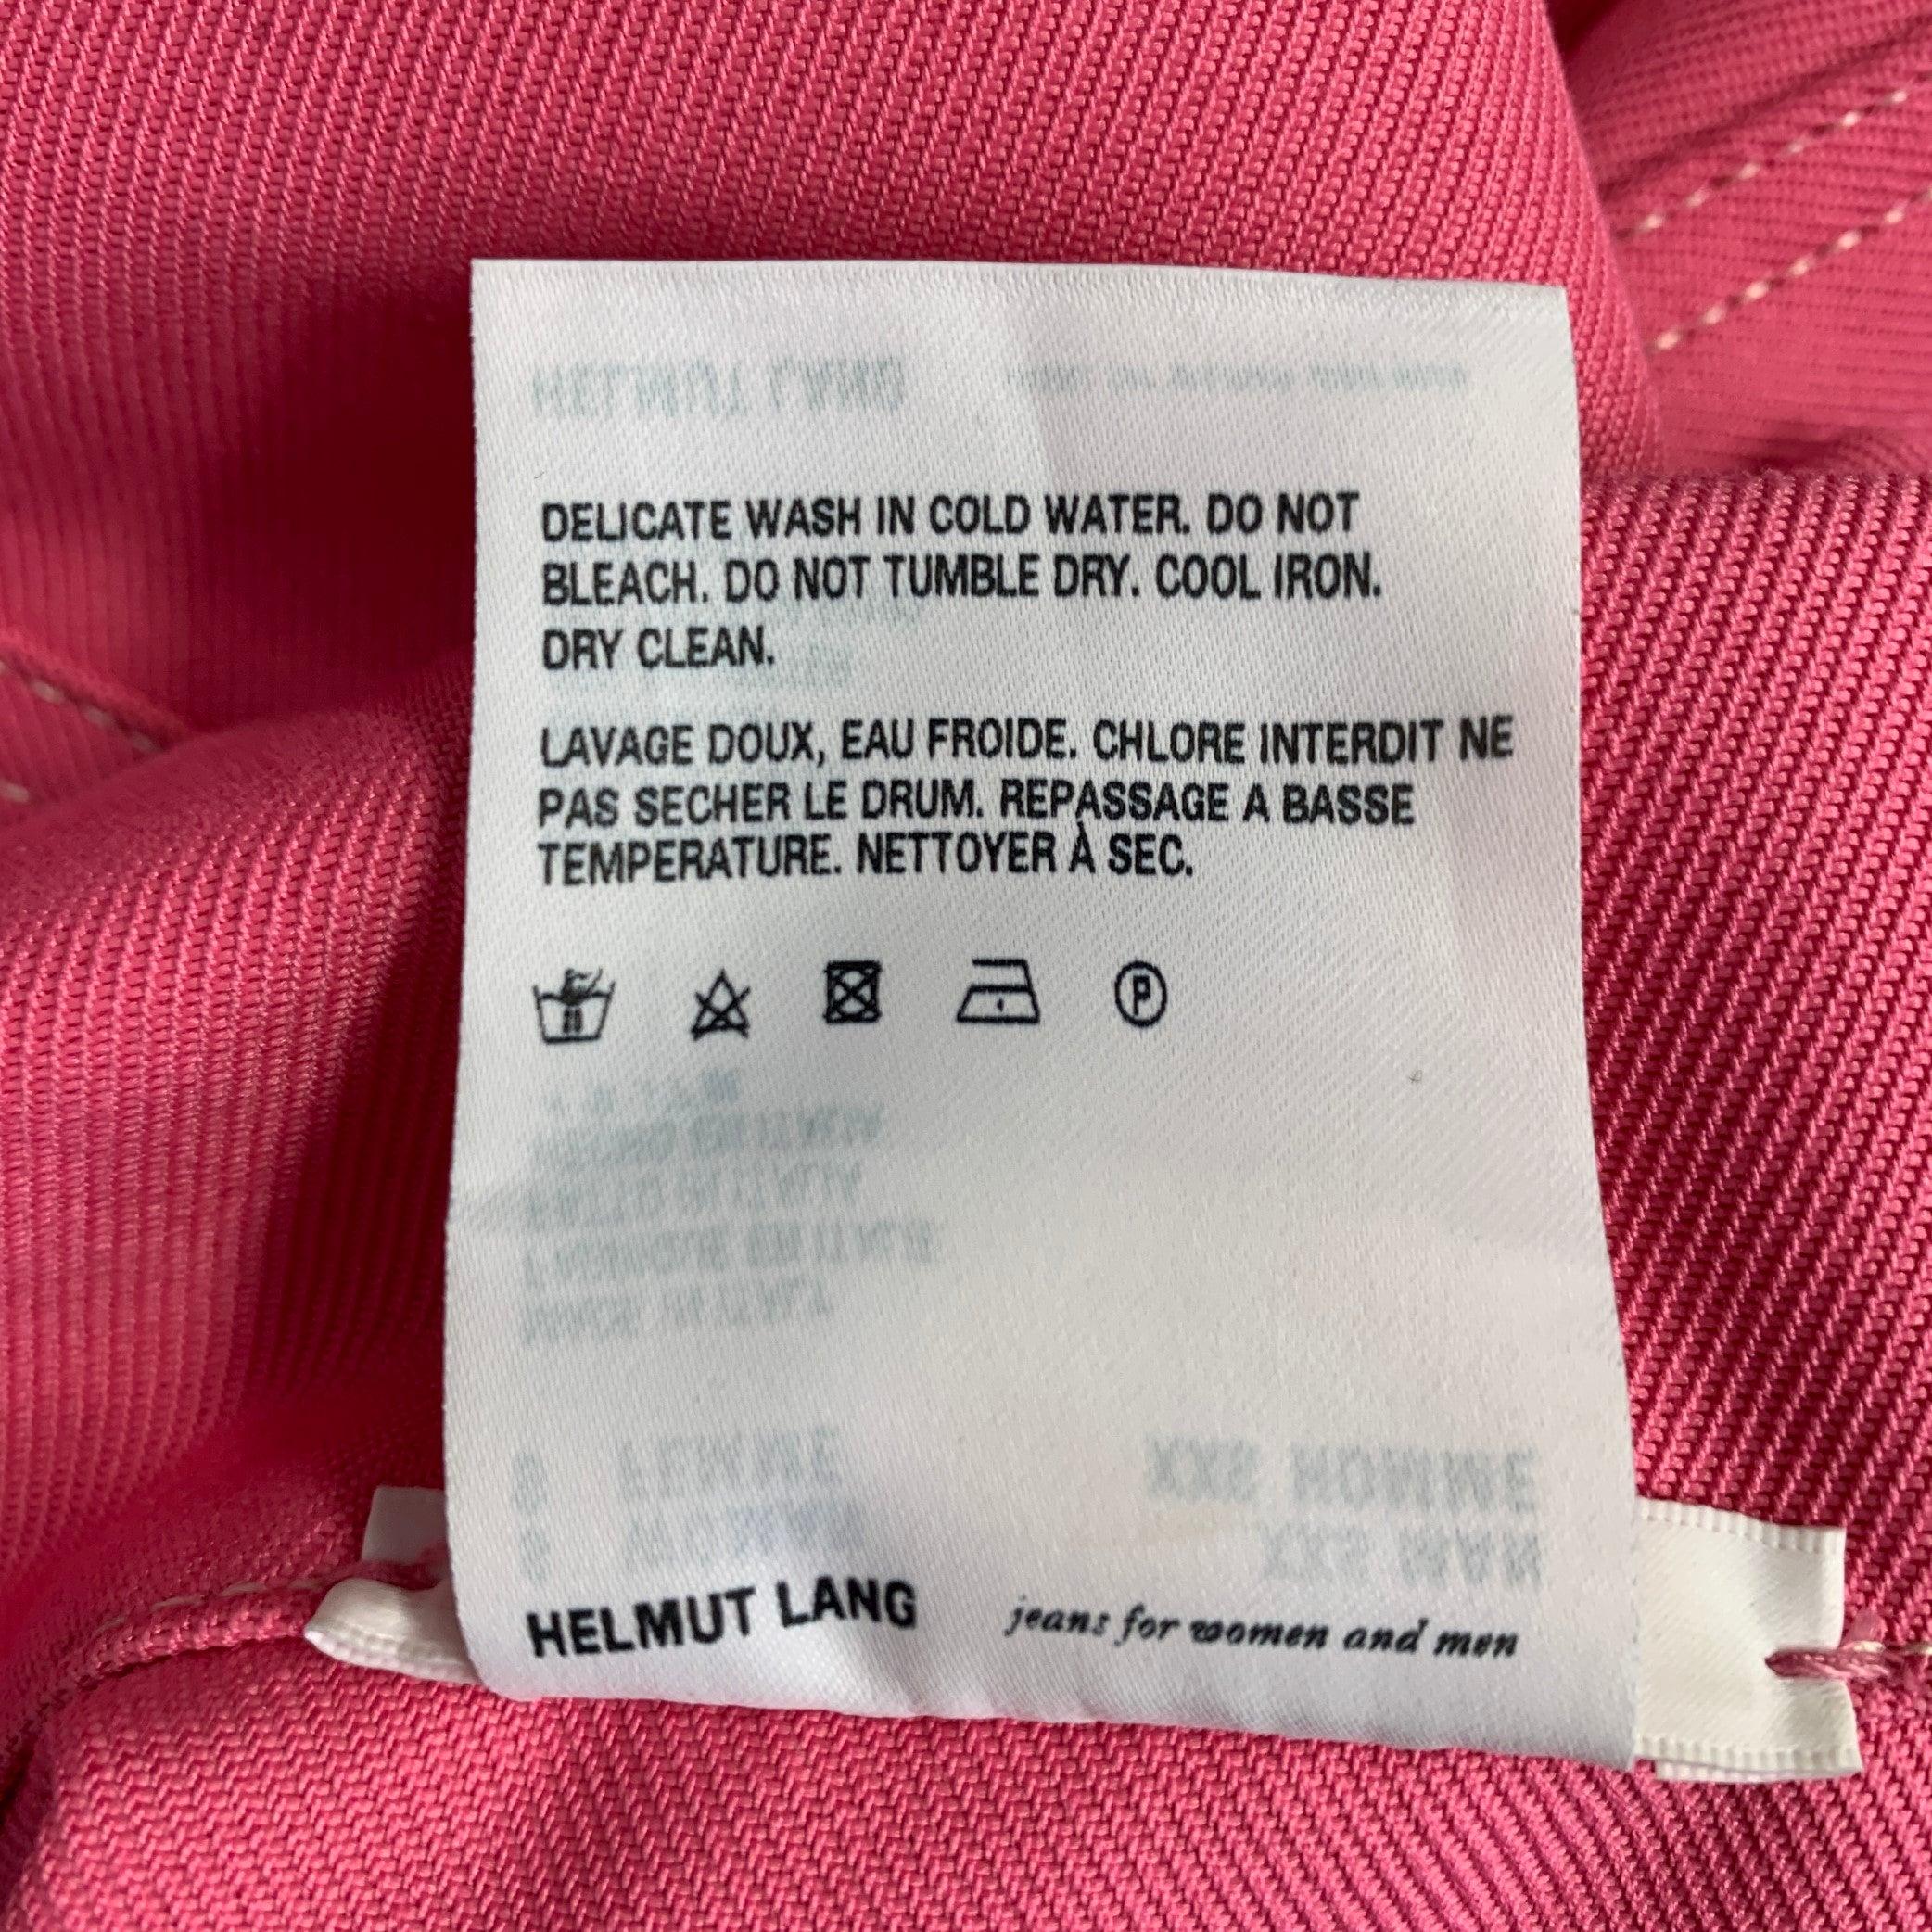 DELICATE WASH IN COLD WATER. DO NOT
BLEACH. DO NOT TUMBLE DRY. COOL IRON.
DRY CLEAN.
LAVAGE DOUX, EAU FROIDE. CHLORE INTERDIT NE
PAS SECHER LE DRUM. REPASSAGE A BASSE
TEMPERATURE. NETTOYER À SEC.
P
HELMUT LANG jeans for women and men